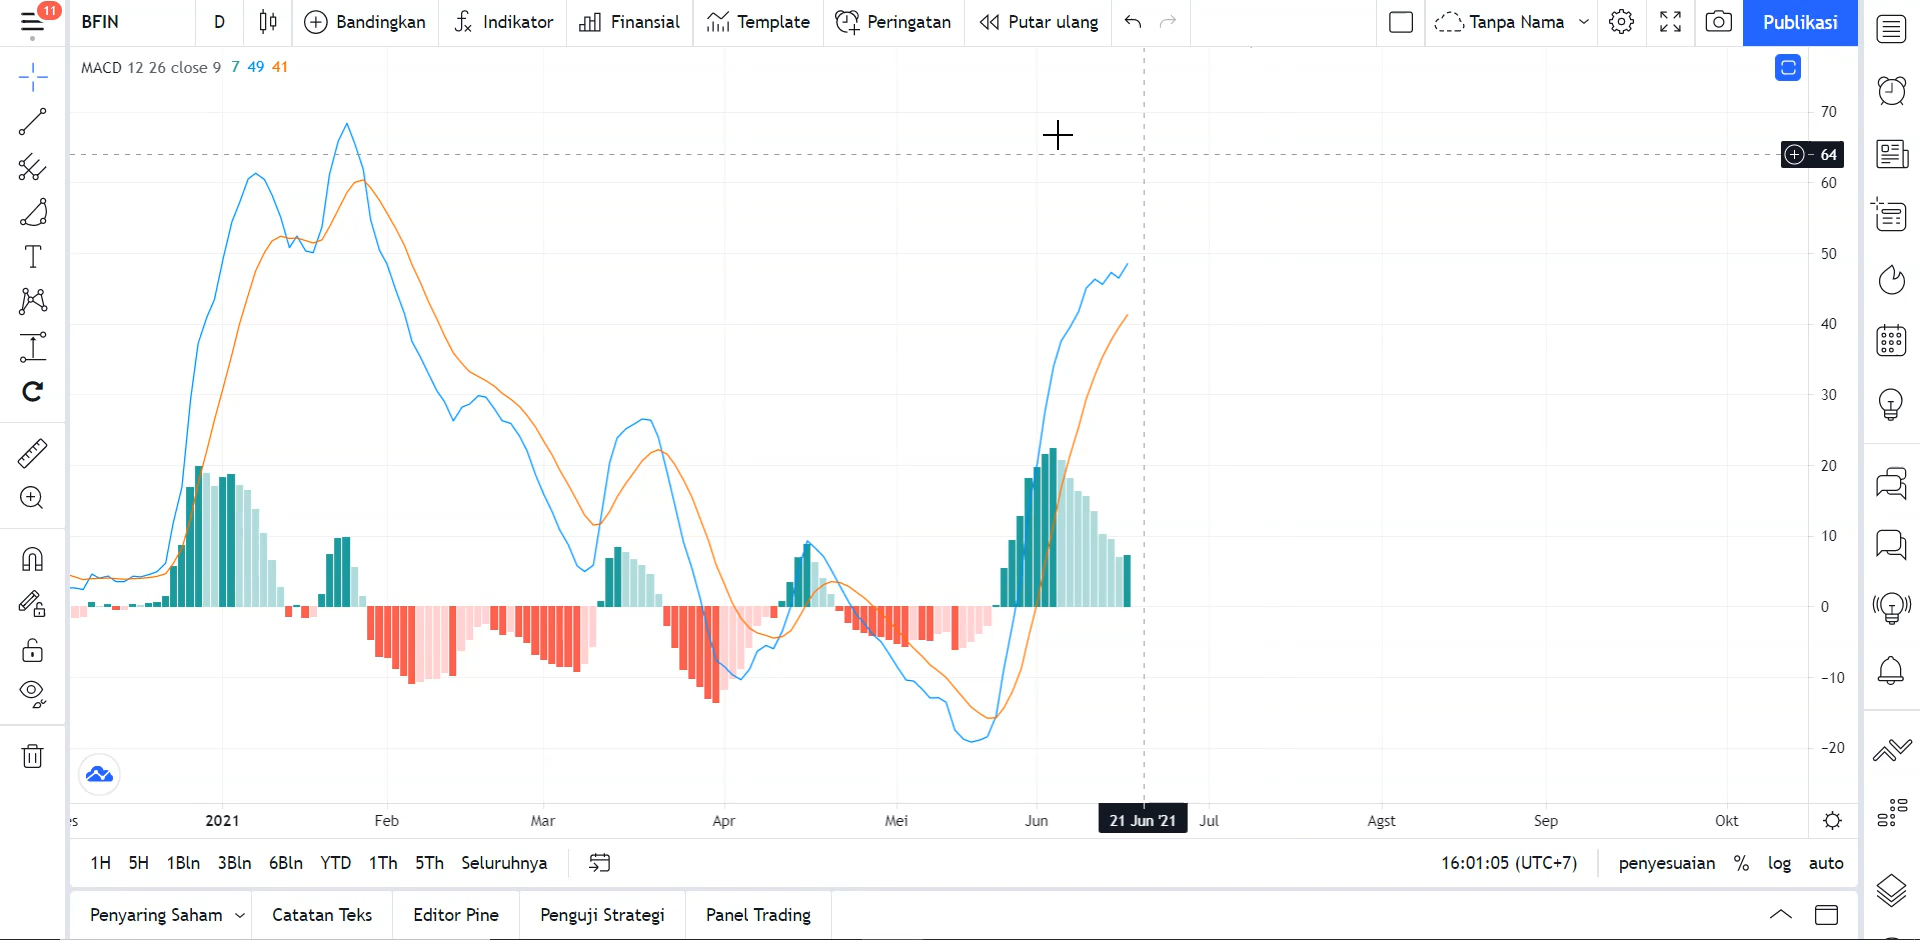 11
BFIN D Bandingkan Indikator Finansial Template Peringatan Putar ulang Tanpa Nama Publikasi
MACD 12 26 close 9 7 49 41
70
64
60
50
40
30
20
10
0
−10
−20
es 2021 Feb Mar Apr Mei Jun 21 Jun '21 Jul Agst Sep Okt
1H 5H 1Bln 3Bln 6Bln YTD 1Th 5Th Seluruhnya 16:01:05 (UTC+7) penyesuaian % log auto
Penyaring Saham Catatan Teks Editor Pine Penguji Strategi Panel Trading